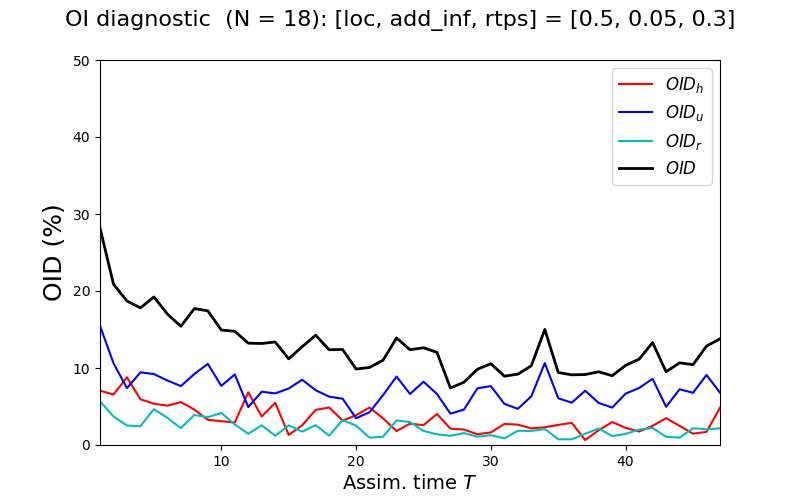 OI diagnostic (N = 18): [loc, add_inf, rtps] = [0.5, 0.05, 0.3]
50
40
30
20
10
0
OID (%)
OID_h
OID_u
OID_r
OID
10 20 30 40
Assim. time T